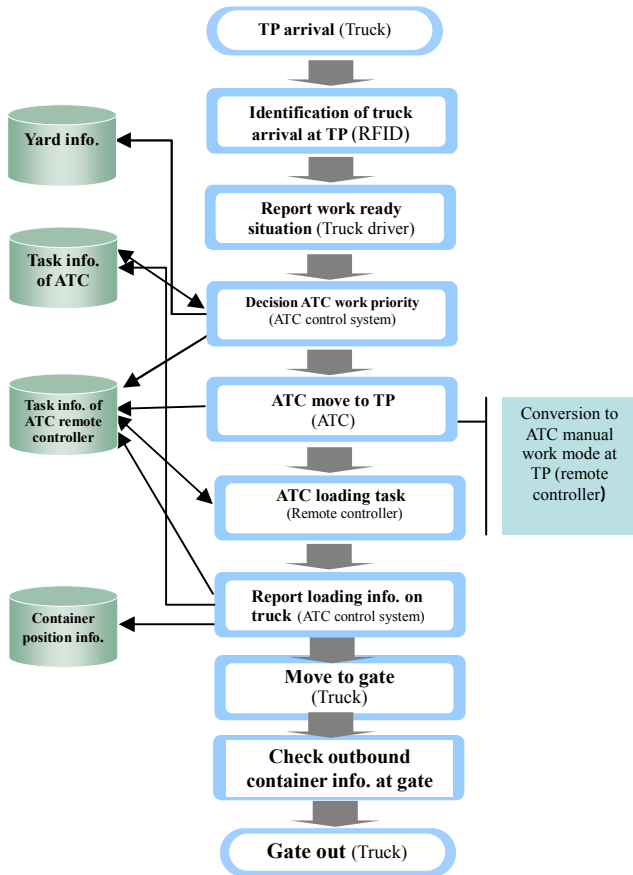 TP arrival (Truck)
Identification of truck
arrival at TP (RFID)
Yard info.
Report work ready
situation (Truck driver)
Task info.
of ATC
Decision ATC work priority
(ATC control system)
Task info. of
ATC remote
controller
ATC move to TP
(ATC)
Conversion to
ATC manual
work mode at
TP (remote
controller)
ATC loading task
(Remote controller)
Report loading info. on
truck (ATC control system)
Container
position info.
Move to gate
(Truck)
Check outbound
container info. at gate
Gate out (Truck)